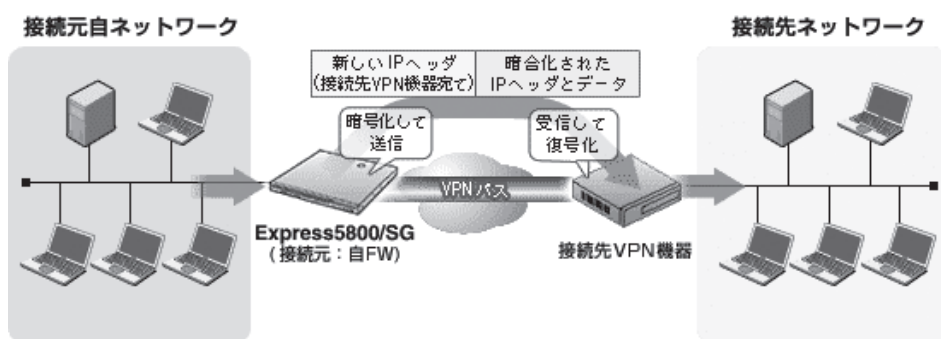 接続元自ネットワーク
接続先ネットワーク
新しいIPヘッダ
(接続先VPN機器宛て)
暗合化された
IPヘッダとデータ
暗号化して
送信
受信して
復号化
VPNパス
Express5800/SG
(接続元：自FW)
接続先VPN機器